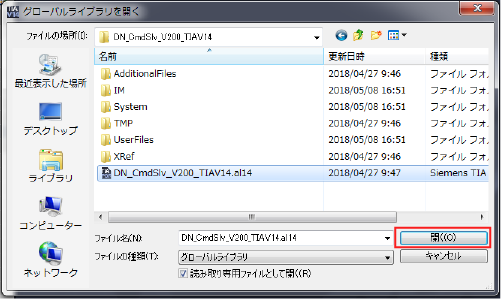 グローバルライブラリを開く
ファイルの場所(I):
DN_CmdSlv_V200_TIAV14
名前
更新日時
種類
AdditionalFiles
2018/04/27 9:46
ファイル フォ
IM
2018/05/08 16:51
ファイル フォ
System
2018/05/08 16:51
ファイル フォ
TMP
2018/04/27 9:46
ファイル フォ
UserFiles
2018/05/08 16:51
ファイル フォ
XRef
2018/04/27 9:46
ファイル フォ
DN_CmdSlv_V200_TIAV14.al14
2018/04/27 9:47
Siemens TIA
最近表示した場所
デスクトップ
ライブラリ
コンピューター
ネットワーク
ファイル名(N):
DN_CmdSlv_V200_TIAV14.al14
開く(O)
ファイルの種類(T):
グローバルライブラリ
キャンセル
読み取り専用ファイルとして開く(R)